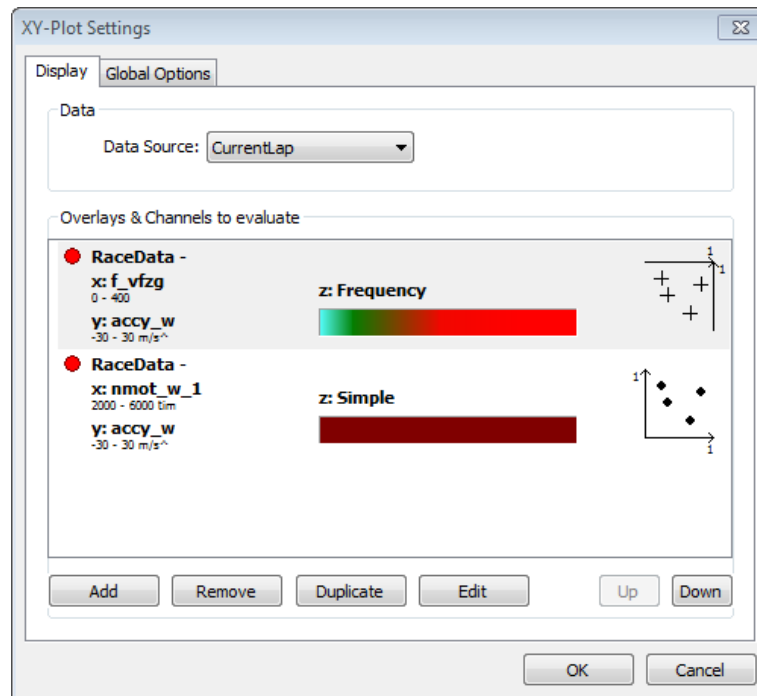 XY-Plot Settings
Display Global Options
Data
Data Source: CurrentLap
Overlays & Channels to evaluate
RaceData -
x: f_vfzg
0 - 400
z: Frequency
y: accy_w
-30 - 30 m/s^
1
1
RaceData -
x: nmot_w_1
2000 - 6000 tim
z: Simple
y: accy_w
-30 - 30 m/s^
1
1
Add Remove Duplicate Edit Up Down
OK Cancel